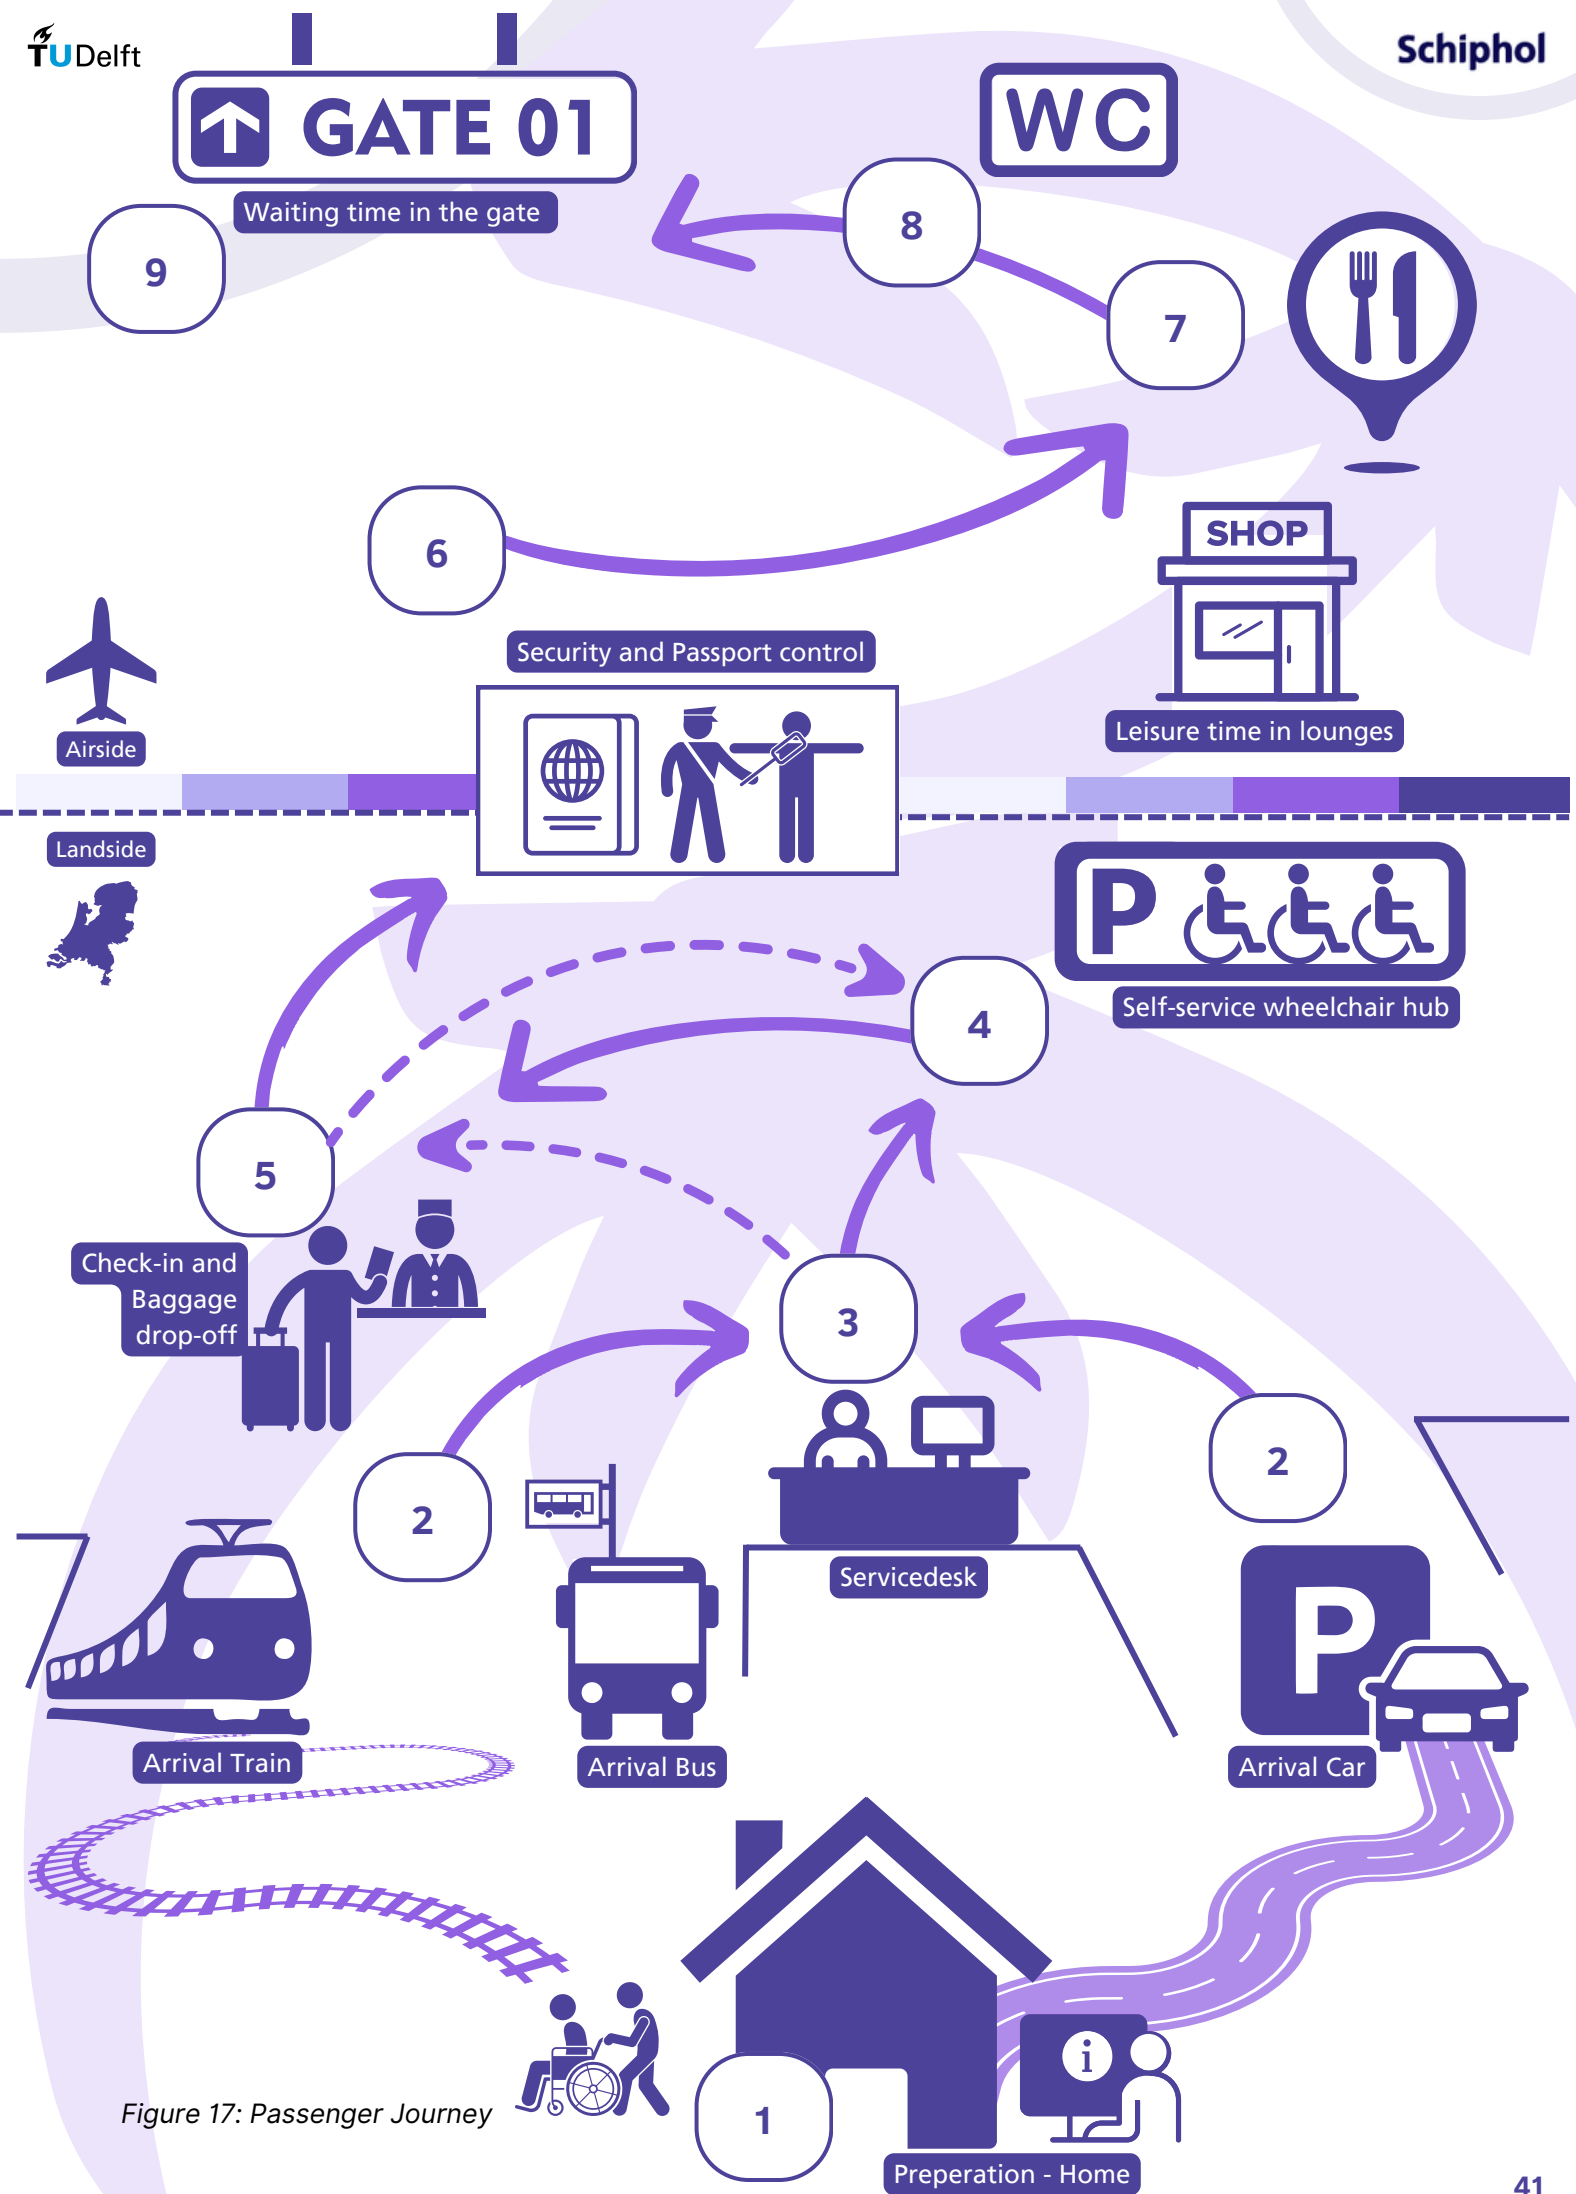 TU Delft
Schiphol
GATE 01
WC
Waiting time in the gate
8
9
7
SHOP
6
Security and Passport control
Leisure time in lounges
Airside
Landside
P
Self-service wheelchair hub
4
5
Check-in and
Baggage
drop-off
3
2
2
Servicedesk
P
Arrival Train
Arrival Bus
Arrival Car
i
Figure 17: Passenger Journey
1
Preperation - Home
41